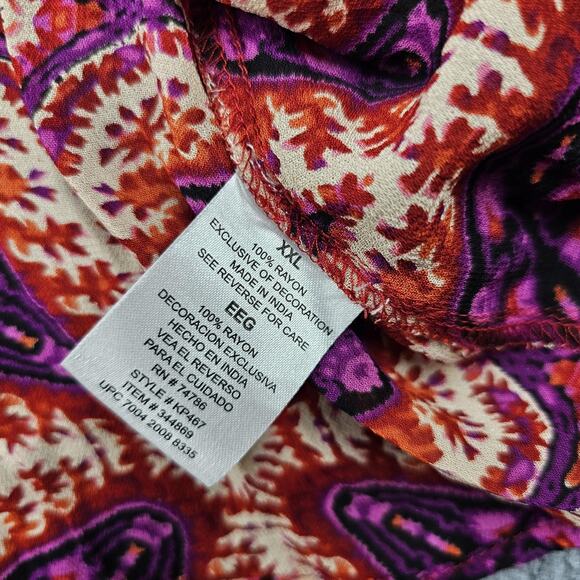 XXL
100% RAYON
EXCLUSIVE OF DECORATION
MADE IN INDIA
SEE REVERSE FOR CARE
EEG
100% RAYON
DECORACION EXCLUSIVA
HECHO EN INDIA
VEA EL REVERSO
PARA EL CUIDADO
RN # 14786
STYLE # KP467
ITEM # 344869
UPC 7004 2008 8335